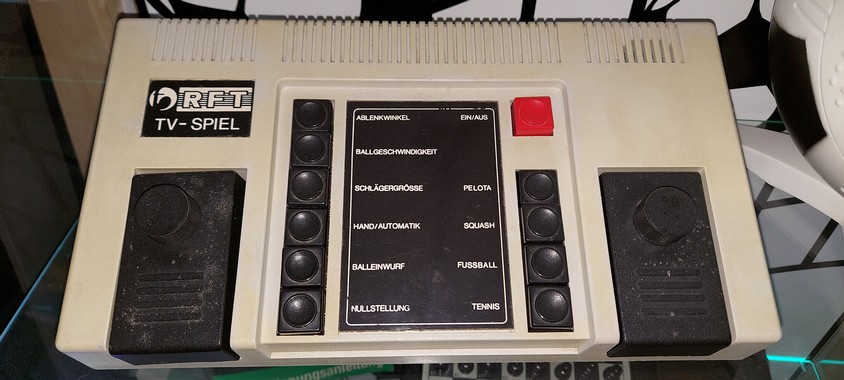 RFT
TV-SPIEL
ABLENKWINKEL EIN/AUS
BALLGESCHWINDIGKEIT
SCHLÄGERGRÖSSE PELOTA
HAND/AUTOMATIK SQUASH
BALLEINWURF FUSSBALL
NULLSTELLUNG TENNIS